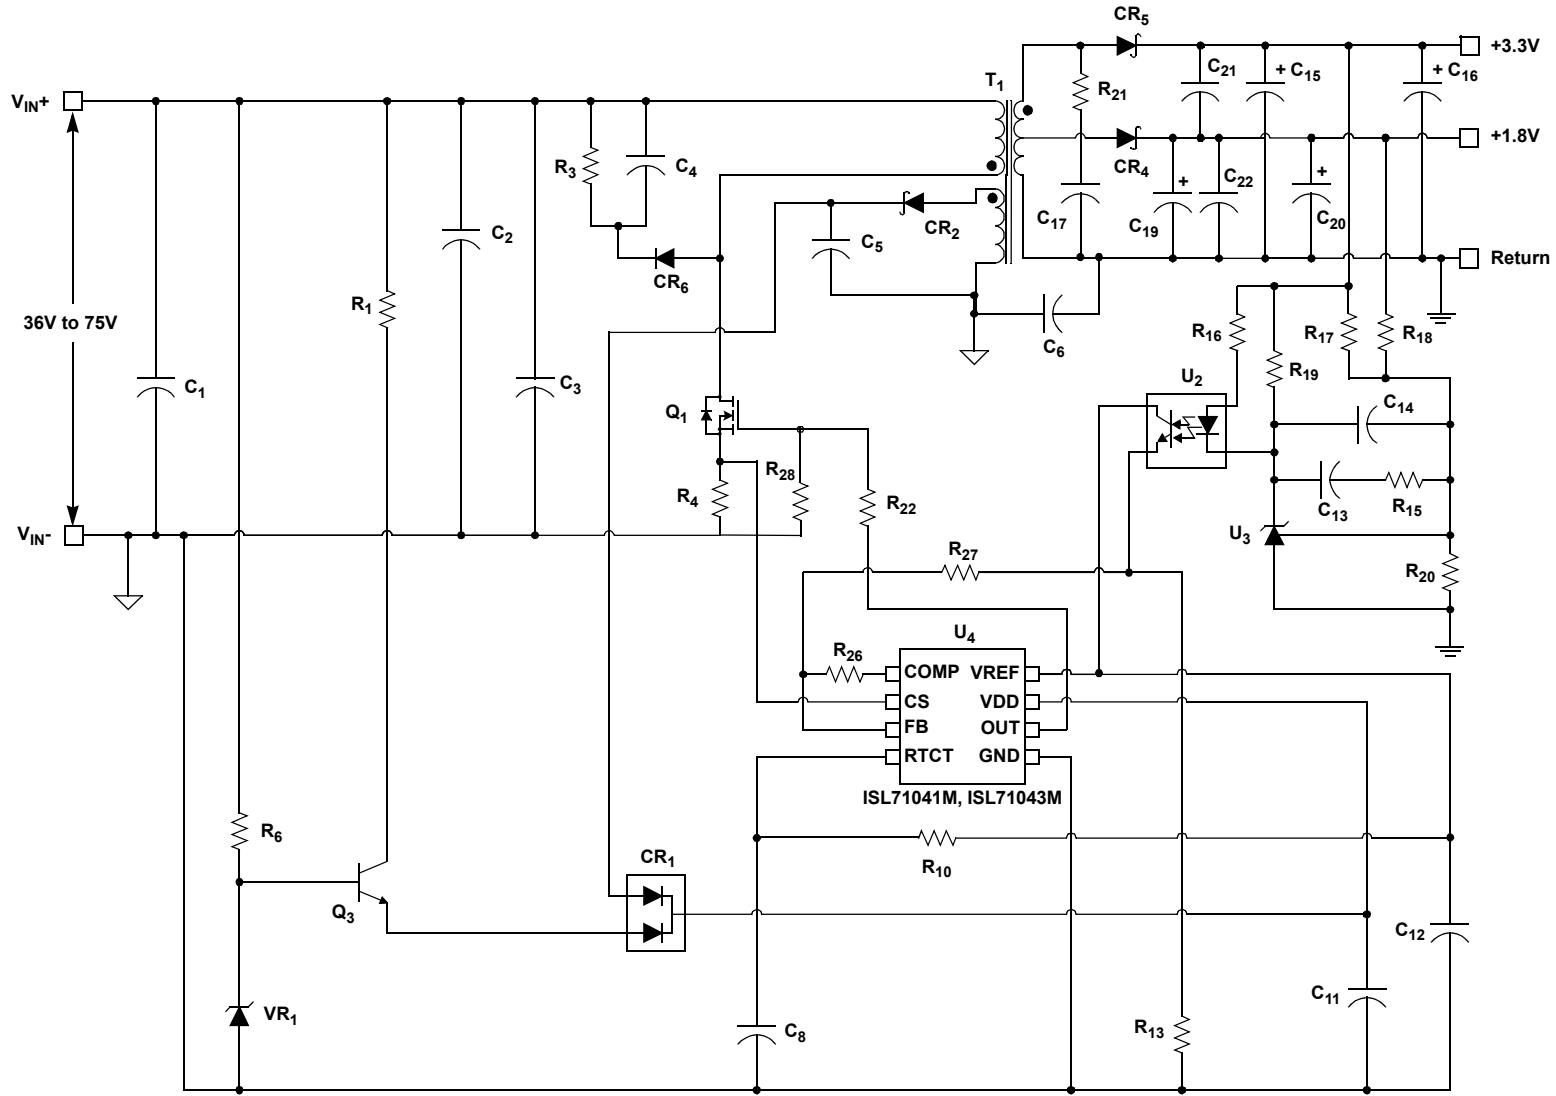 CR5
+3.3V
T1
C21
+ C15
+ C16
R21
VIN+
+1.8V
R3
C4
CR4
C22
+
+
C17
C19
C20
C2
C5
CR2
Return
CR6
R1
36V to 75V
C6
R16
R17
R18
R19
U2
C1
C3
C14
Q1
R28
R4
R22
C13
R15
VIN-
U3
R27
R20
U4
R26
COMP
VREF
CS
VDD
FB
OUT
RTCT
GND
ISL71041M, ISL71043M
R6
CR1
R10
Q3
C12
C11
VR1
C8
R13